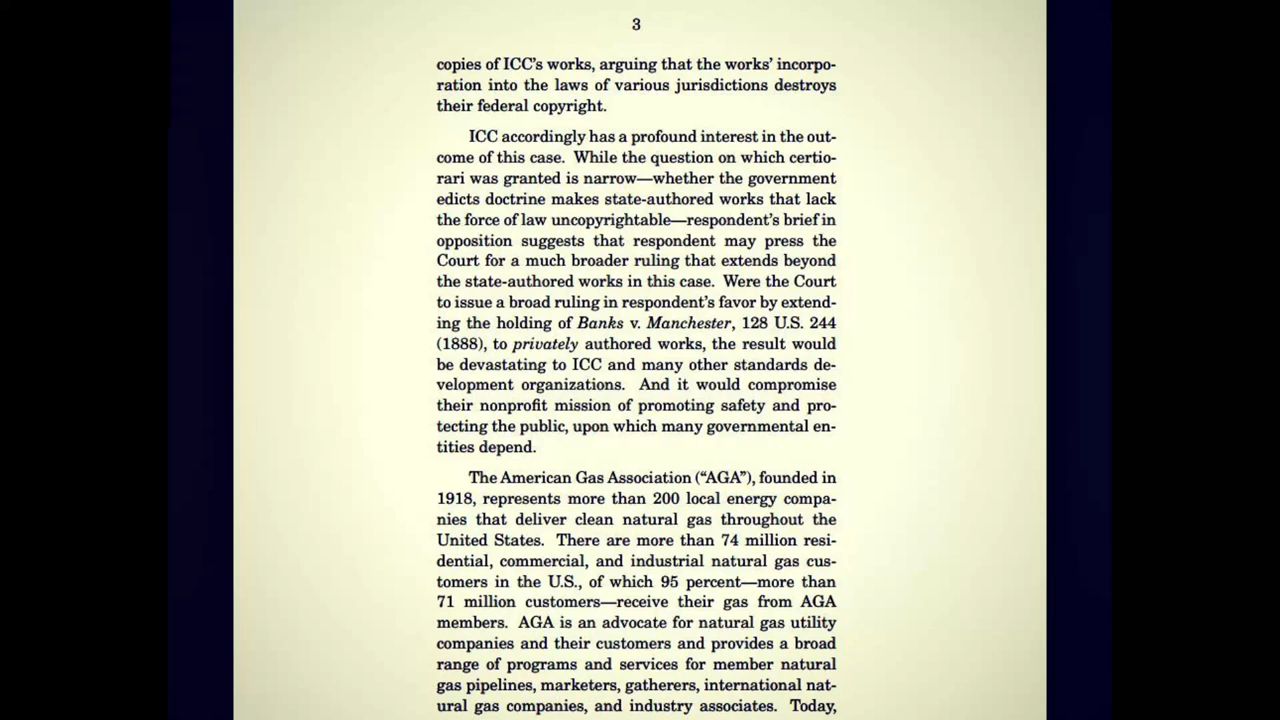 3
copies of ICC's works, arguing that the works' incorpo-
ration into the laws of various jurisdictions destroys
their federal copyright.
ICC accordingly has a profound interest in the out-
come of this case. While the question on which certio-
rari was granted is narrow—whether the government
edicts doctrine makes state-authored works that lack
the force of law uncopyrightable—respondent's brief in
opposition suggests that respondent may press the
Court for a much broader ruling that extends beyond
the state-authored works in this case. Were the Court
to issue a broad ruling in respondent's favor by extend-
ing the holding of Banks v. Manchester, 128 U.S. 244
(1888), to privately authored works, the result would
be devastating to ICC and many other standards de-
velopment organizations. And it would compromise
their nonprofit mission of promoting safety and pro-
tecting the public, upon which many governmental en-
tities depend.
The American Gas Association (“AGA”), founded in
1918, represents more than 200 local energy compa-
nies that deliver clean natural gas throughout the
United States. There are more than 74 million resi-
dential, commercial, and industrial natural gas cus-
tomers in the U.S., of which 95 percent—more than
71 million customers—receive their gas from AGA
members. AGA is an advocate for natural gas utility
companies and their customers and provides a broad
range of programs and services for member natural
gas pipelines, marketers, gatherers, international nat-
ural gas companies, and industry associates. Today,